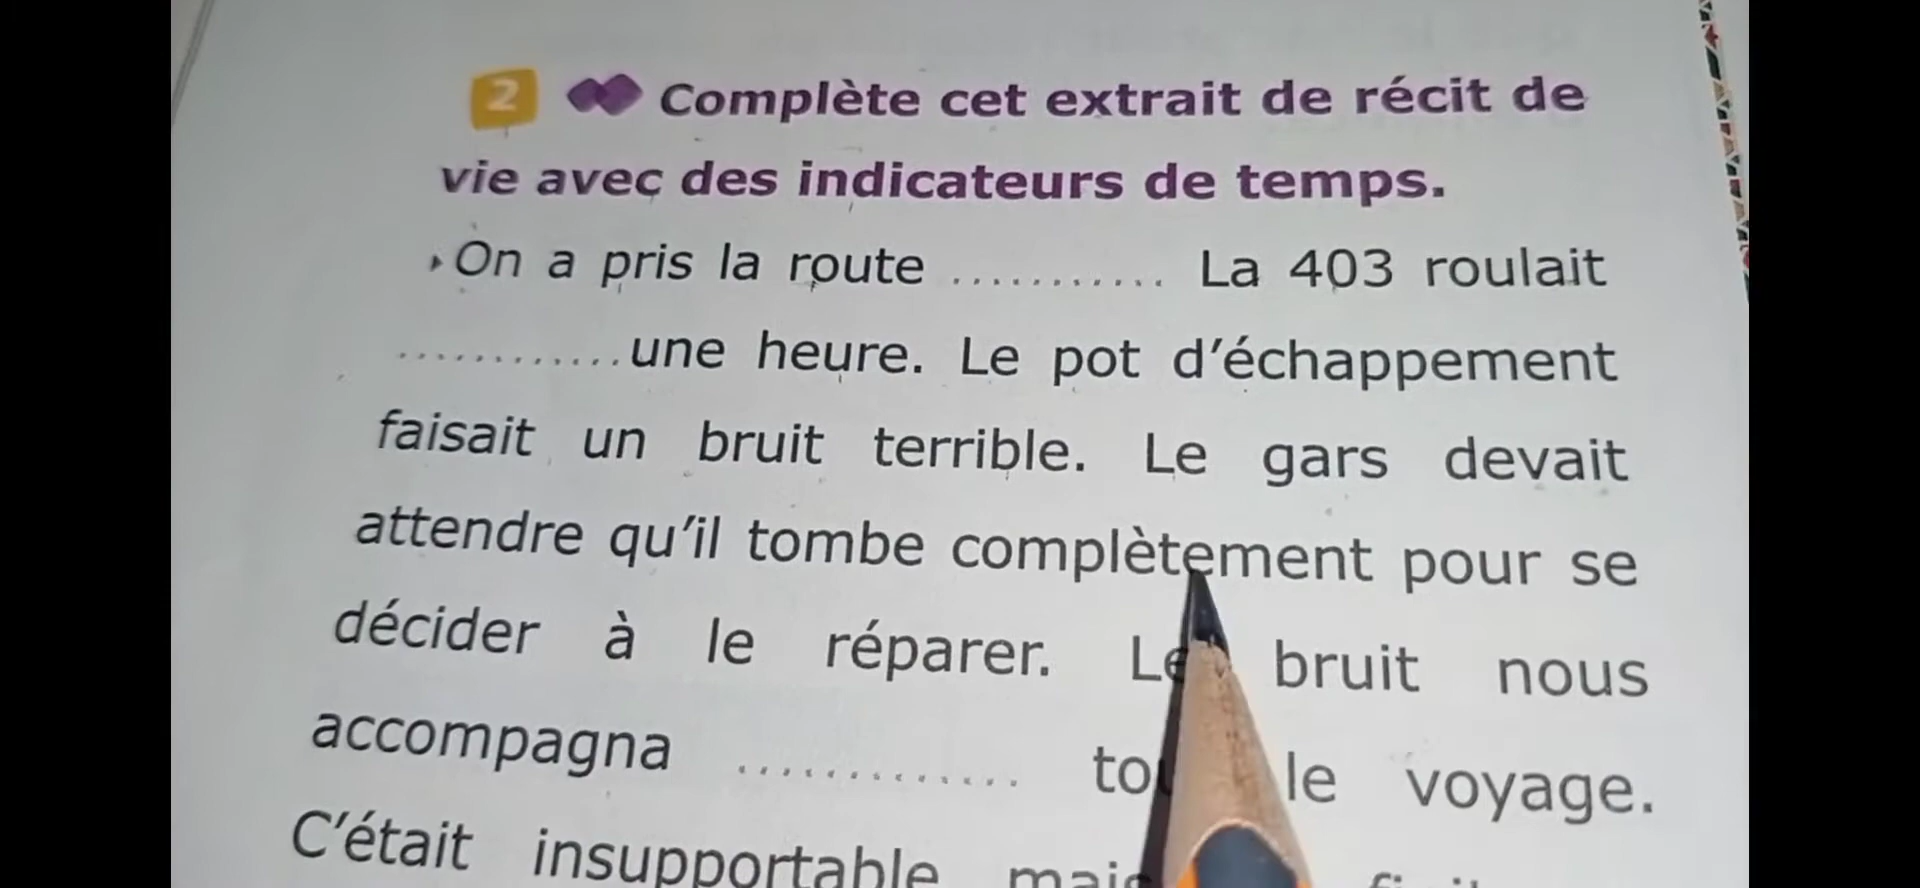 2 Complète cet extrait de récit de
vie avec des indicateurs de temps.
On a pris la route ........... La 403 roulait
............ une heure. Le pot d'échappement
faisait un bruit terrible. Le gars devait
attendre qu'il tombe complètement pour se
décider à le réparer. Le bruit nous
accompagna ............. le voyage.
C'était insupportable